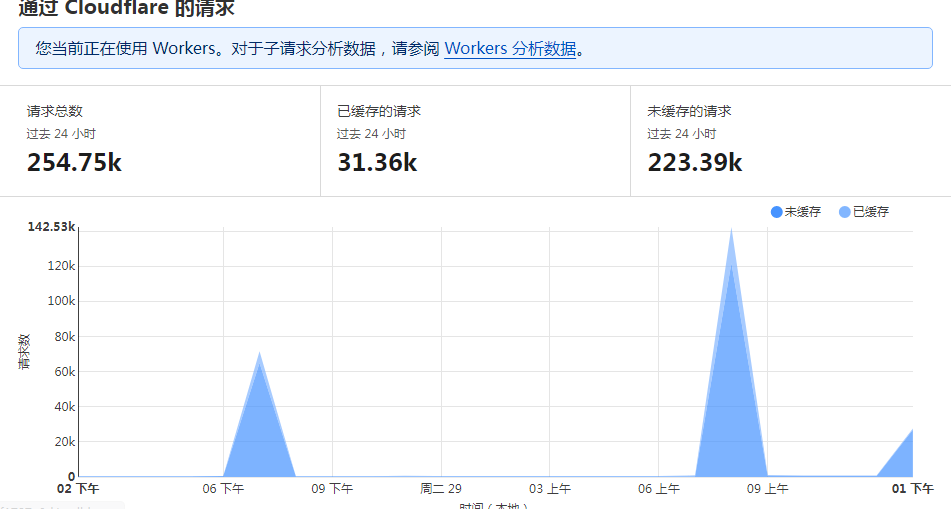 通过 Cloudflare 的请求
您当前正在使用 Workers。对于子请求分析数据，请参阅 Workers 分析数据。
请求总数 已缓存的请求 未缓存的请求
过去 24 小时 过去 24 小时 过去 24 小时
254.75k 31.36k 223.39k
未缓存 已缓存
142.53k
120k
100k
80k
60k
40k
20k
0
请求数
02 下午 06 下午 09 下午 周二 29 03 上午 06 上午 09 上午 01 下午
时间（本地）